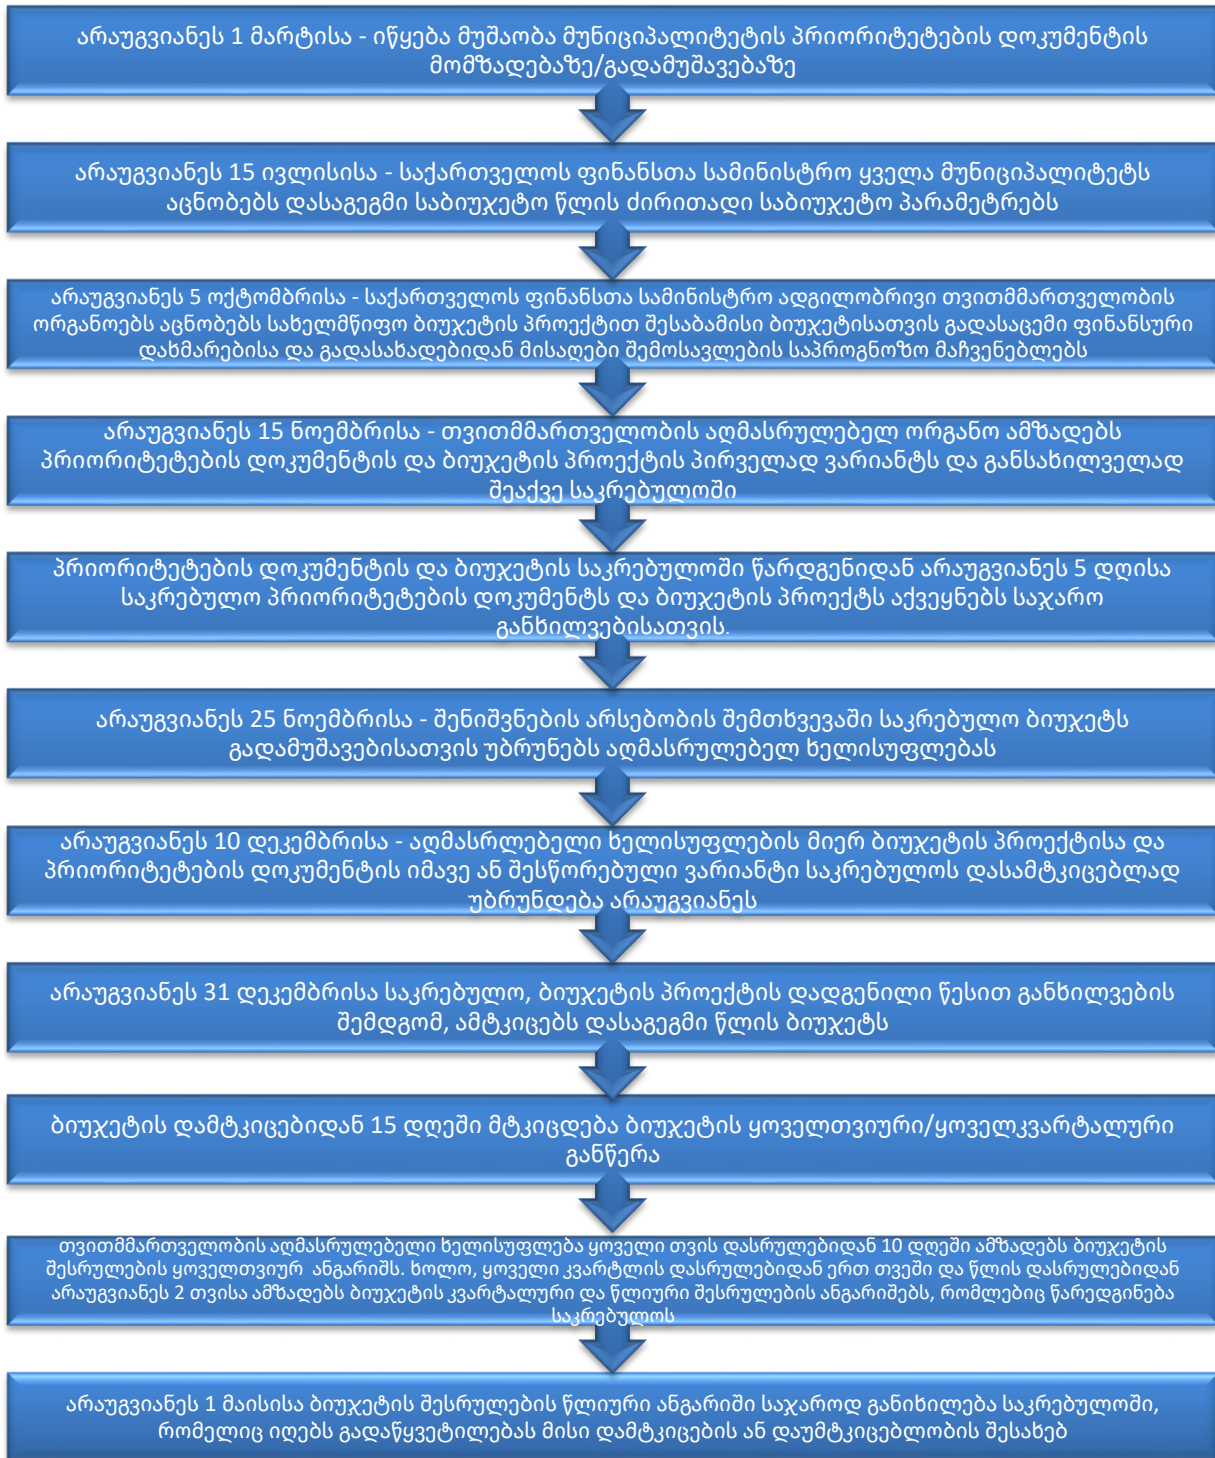 არაუგვიანეს 1 მარტისა - იწყება მუშაობა მუნიციპალიტეტის პრიორიტეტების დოკუმენტის
მომზადებაზე/გადამუშავებაზე
არაუგვიანეს 15 ივლისისა - საქართველოს ფინანსთა სამინისტრო ყველა მუნიციპალიტეტს
აცნობებს დასაგეგმი საბიუჯეტო წლის ძირითადი საბიუჯეტო პარამეტრებს
არაუგვიანეს 5 ოქტომბრისა - საქართველოს ფინანსთა სამინისტრო ადგილობრივი თვითმმართველობის
ორგანოებს აცნობებს სახელმწიფო ბიუჯეტის პროექტით შესაბამისი ბიუჯეტისათვის გადასაცემი ფინანსური
დახმარებისა და გადასახადებიდან მისაღები შემოსავლების საპროგნოზო მაჩვენებლებს
არაუგვიანეს 15 ნოემბრისა - თვითმმართველობის აღმასრულებელ ორგანო ამზადებს
პრიორიტეტების დოკუმენტის და ბიუჯეტის პროექტის პირველად ვარიანტს და განსახილველად
შეაქვე საკრებულოში
პრიორიტეტების დოკუმენტის და ბიუჯეტის საკრებულოში წარდგენიდან არაუგვიანეს 5 დღისა
საკრებულო პრიორიტეტების დოკუმენტს და ბიუჯეტის პროექტს აქვეყნებს საჯარო
განხილვებისათვის.
არაუგვიანეს 25 ნოემბრისა - შენიშვნების არსებობის შემთხვევაში საკრებულო ბიუჯეტს
გადამუშავებისათვის უბრუნებს აღმასრულებელ ხელისუფლებას
არაუგვიანეს 10 დეკემბრისა - აღმასრლებელი ხელისუფლების მიერ ბიუჯეტის პროექტისა და
პრიორიტეტების დოკუმენტის იმავე ან შესწორებული ვარიანტი საკრებულოს დასამტკიცებლად
უბრუნდება არაუგვიანეს
არაუგვიანეს 31 დეკემბრისა საკრებულო, ბიუჯეტის პროექტის დადგენილი წესით განხილვების
შემდგომ, ამტკიცებს დასაგეგმი წლის ბიუჯეტს
ბიუჯეტის დამტკიცებიდან 15 დღეში მტკიცდება ბიუჯეტის ყოველთვიური/ყოველკვარტალური
განწერა
თვითმმართველობის აღმასრულებელი ხელისუფლება ყოველი თვის დასრულებიდან 10 დღეში ამზადებს ბიუჯეტის
შესრულების ყოველთვიურ ანგარიშს. ხოლო, ყოველი კვარტლის დასრულებიდან ერთ თვეში და წლის დასრულებიდან
არაუგვიანეს 2 თვისა ამზადებს ბიუჯეტის კვარტალური და წლიური შესრულების ანგარიშებს, რომლებიც წარედგინება
საკრებულოს
არაუგვიანეს 1 მაისისა ბიუჯეტის შესრულების წლიური ანგარიში საჯაროდ განიხილება საკრებულოში,
რომელიც იღებს გადაწყვეტილებას მისი დამტკიცების ან დაუმტკიცებლობის შესახებ